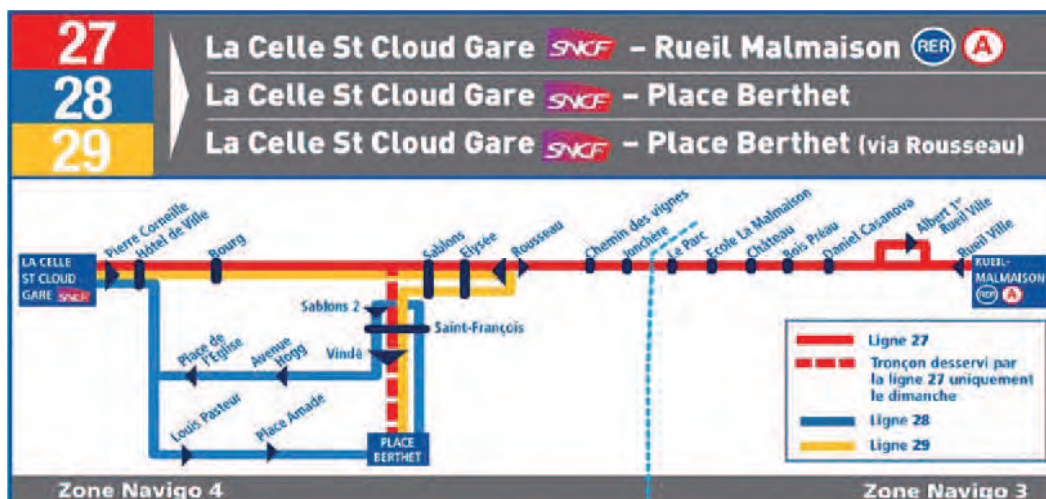 27
La Celle St Cloud Gare SNCF – Rueil Malmaison RER A
28
La Celle St Cloud Gare SNCF – Place Berthet
29
La Celle St Cloud Gare SNCF – Place Berthet (via Rousseau)
LA CELLE
ST CLOUD
GARE SNCF
Pierre Corneille
Hôtel de Ville
Bourg
Sablons
Elysée
Rousseau
Chemin des vignes
Jonchère
Le Parc
Ecole La Malmaison
Château
Bois Préau
Daniel Casanova
Albert 1er
Rueil Ville
Rueil Ville
RUEIL-
MALMAISON
RER A
Sablons 2
Saint-François
Vindé
Place de
l'Eglise
Avenue
Hogg
Louis Pasteur
Place Amade
PLACE
BERTHET
Ligne 27
Tronçon desservi par
la ligne 27 uniquement
le dimanche
Ligne 28
Ligne 29
Zone Navigo 4
Zone Navigo 3